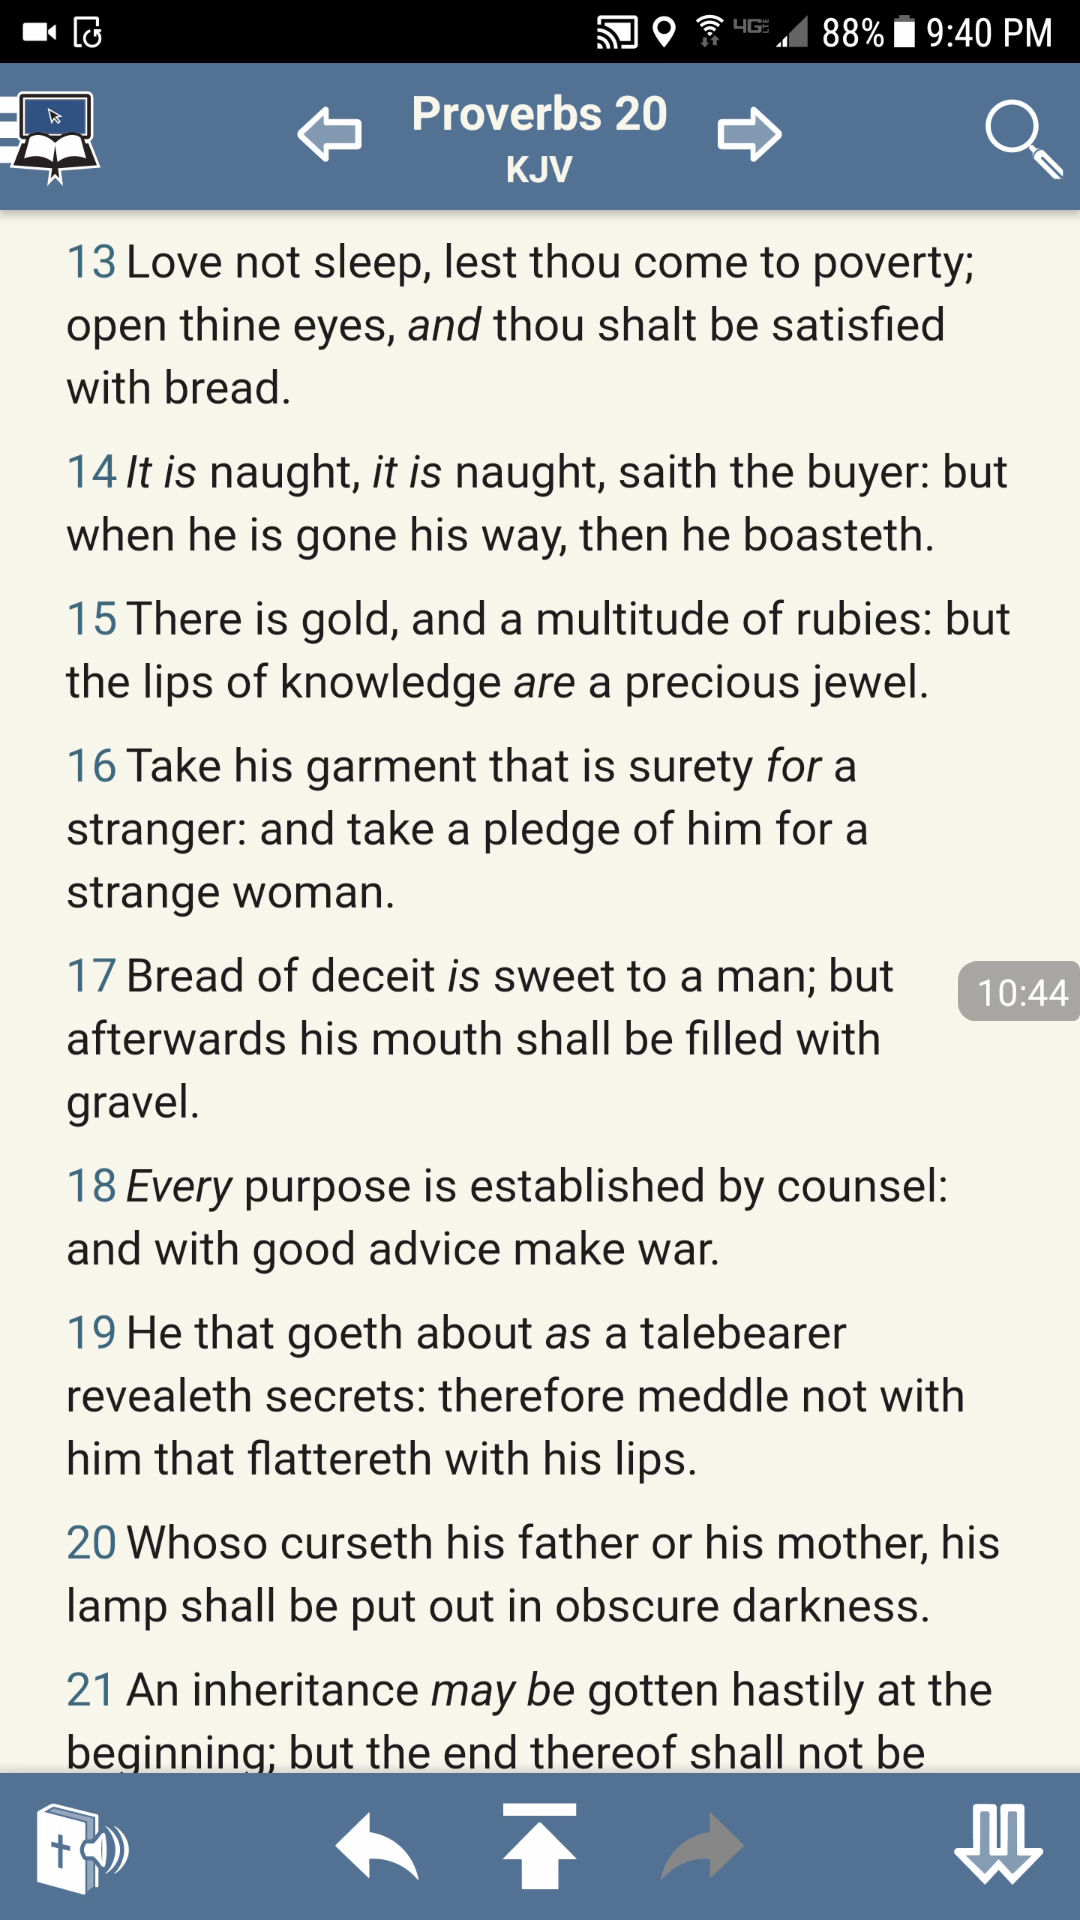 88% 9:40 PM
Proverbs 20
KJV
13 Love not sleep, lest thou come to poverty;
open thine eyes, and thou shalt be satisfied
with bread.
14 It is naught, it is naught, saith the buyer: but
when he is gone his way, then he boasteth.
15 There is gold, and a multitude of rubies: but
the lips of knowledge are a precious jewel.
16 Take his garment that is surety for a
stranger: and take a pledge of him for a
strange woman.
17 Bread of deceit is sweet to a man; but
10:44
afterwards his mouth shall be filled with
gravel.
18 Every purpose is established by counsel:
and with good advice make war.
19 He that goeth about as a talebearer
revealeth secrets: therefore meddle not with
him that flattereth with his lips.
20 Whoso curseth his father or his mother, his
lamp shall be put out in obscure darkness.
21 An inheritance may be gotten hastily at the
beginning; but the end thereof shall not be